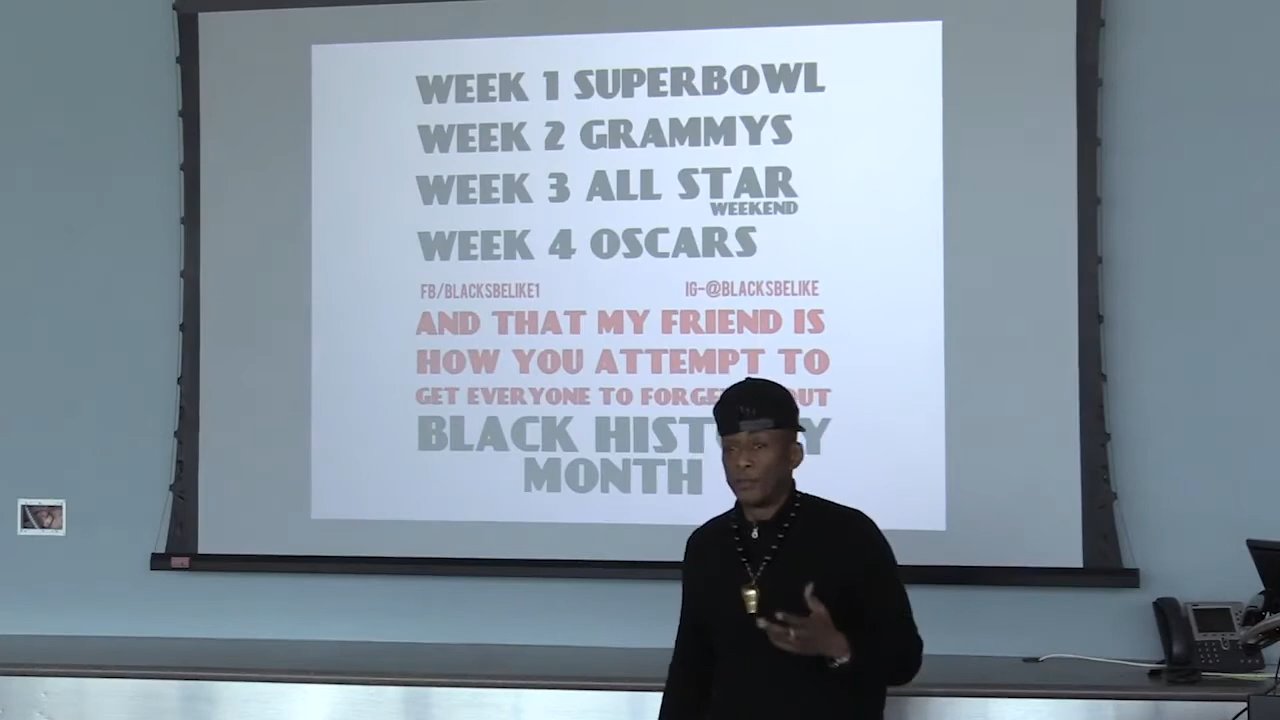 WEEK 1 SUPERBOWL
WEEK 2 GRAMMYS
WEEK 3 ALL STAR
WEEKEND
WEEK 4 OSCARS
FB/BLACKSBELIKE1 IG-@BLACKSBELIKE
AND THAT MY FRIEND IS
HOW YOU ATTEMPT TO
GET EVERYONE TO
BLACK
MONTH